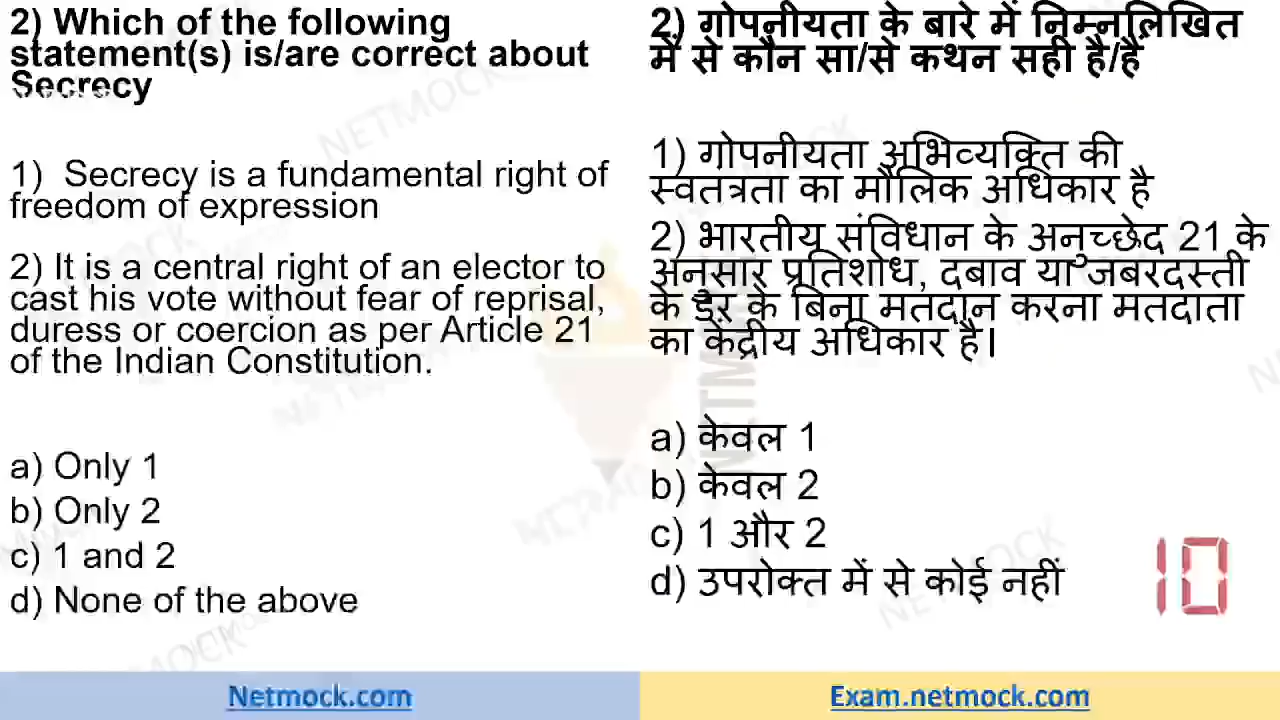 2) Which of the following
statement(s) is/are correct about
Secrecy
1) Secrecy is a fundamental right of
freedom of expression
2) It is a central right of an elector to
cast his vote without fear of reprisal,
duress or coercion as per Article 21
of the Indian Constitution.
a) Only 1
b) Only 2
c) 1 and 2
d) None of the above
2) गोपनीयता के बारे में निम्नलिखित
में से कौन सा/से कथन सही है/हैं
1) गोपनीयता अभिव्यक्ति की
स्वतंत्रता का मौलिक अधिकार है
2) भारतीय संविधान के अनुच्छेद 21 के
अनुसार प्रतिशोध, दबाव या जबरदस्ती
के डर के बिना मतदान करना मतदाता
का केंद्रीय अधिकार है।
a) केवल 1
b) केवल 2
c) 1 और 2
d) उपरोक्त में से कोई नहीं
10
Netmock.com
Exam.netmock.com